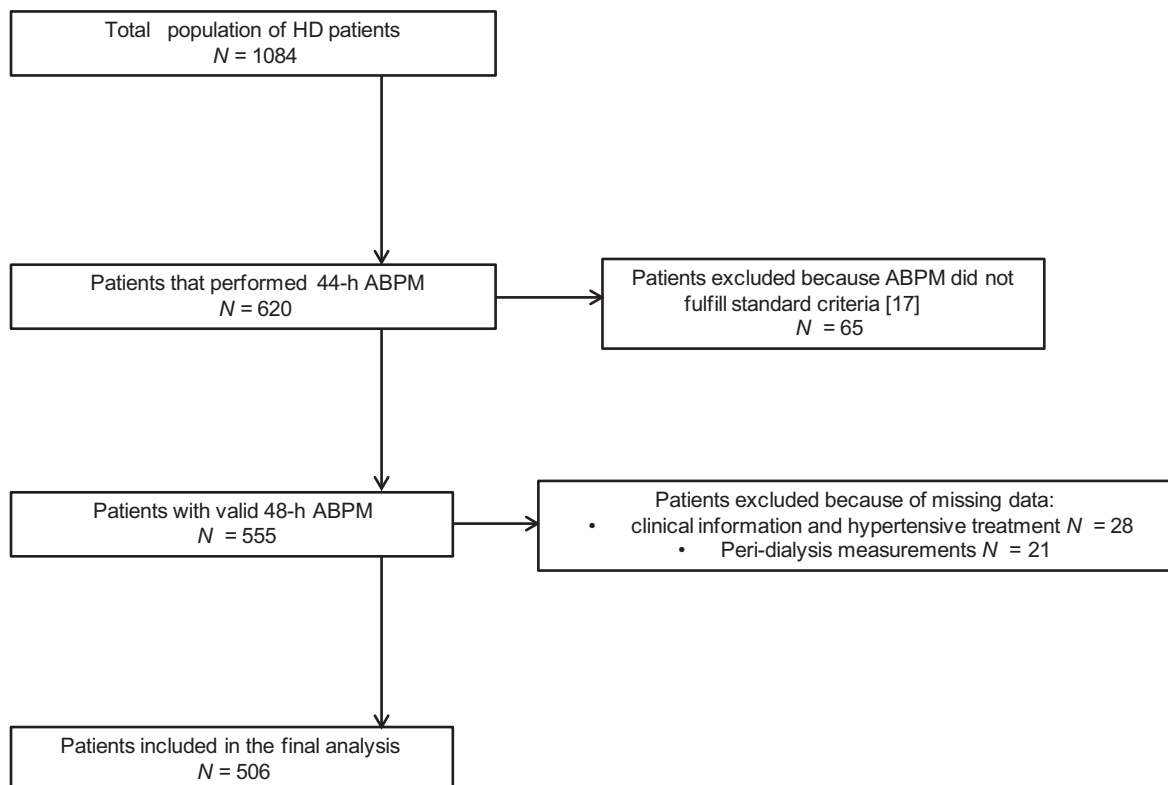 Total population of HD patients
N = 1084
Patients that performed 44-h ABPM
N = 620
Patients excluded because ABPM did not
fulfill standard criteria [17]
N = 65
Patients with valid 48-h ABPM
N = 555
Patients excluded because of missing data:
• clinical information and hypertensive treatment N = 28
• Peri-dialysis measurements N = 21
Patients included in the final analysis
N = 506